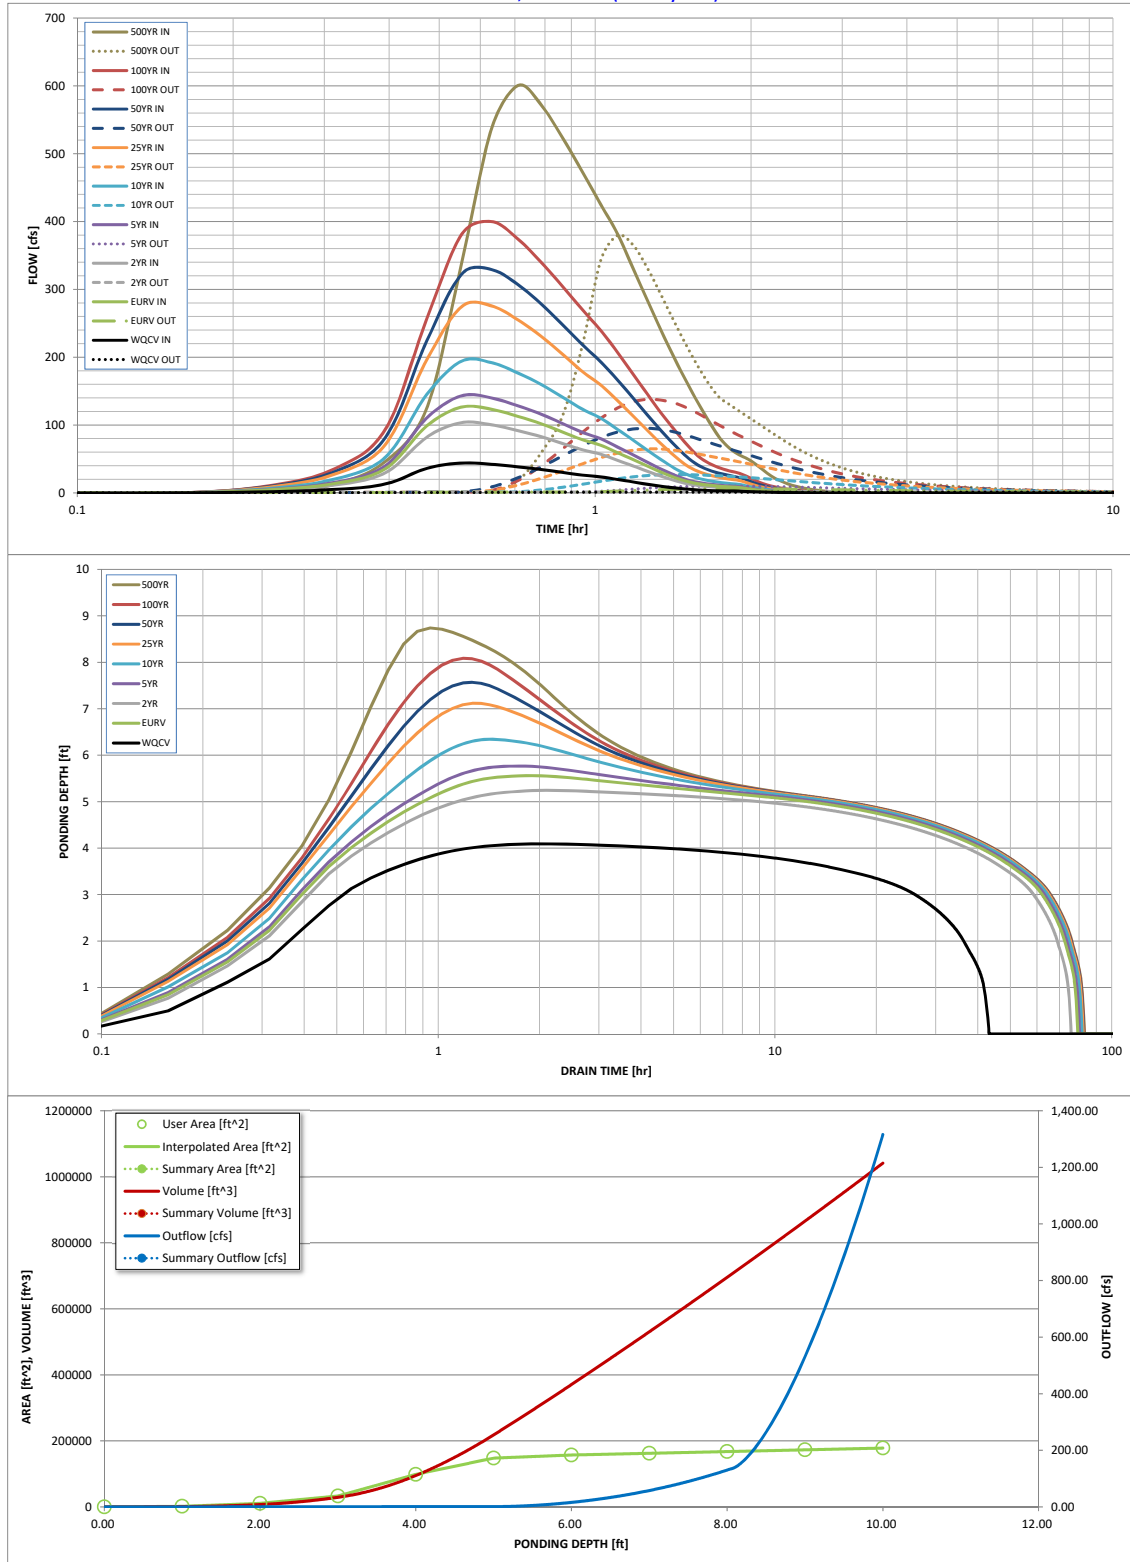 700
600
500
400
300
200
100
0
FLOW [cfs]
500YR IN
500YR OUT
100YR IN
100YR OUT
50YR IN
50YR OUT
25YR IN
25YR OUT
10YR IN
10YR OUT
5YR IN
5YR OUT
2YR IN
2YR OUT
EURV IN
EURV OUT
WQCV IN
WQCV OUT
0.1
1
10
TIME [hr]
10
9
8
7
6
5
4
3
2
1
0
PONDING DEPTH [ft]
500YR
100YR
50YR
25YR
10YR
5YR
2YR
EURV
WQCV
0.1
1
10
100
DRAIN TIME [hr]
1200000
1000000
800000
600000
400000
200000
0
AREA [ft^2], VOLUME [ft^3]
User Area [ft^2]
Interpolated Area [ft^2]
Summary Area [ft^2]
Volume [ft^3]
Summary Volume [ft^3]
Outflow [cfs]
Summary Outflow [cfs]
1,400.00
1,200.00
1,000.00
800.00
600.00
400.00
200.00
0.00
OUTFLOW [cfs]
0.00
2.00
4.00
6.00
8.00
10.00
12.00
PONDING DEPTH [ft]